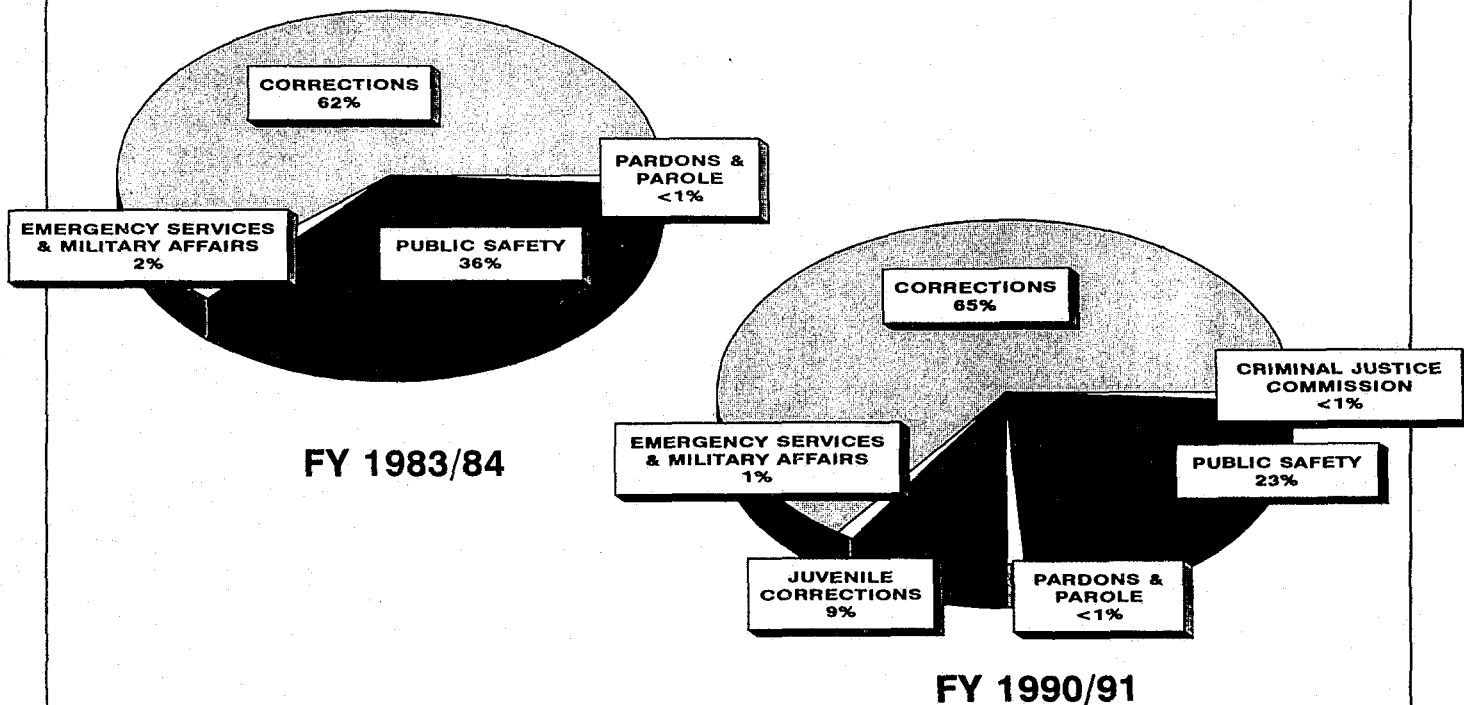 CORRECTIONS
62%
PARDONS &
PAROLE
<1%
EMERGENCY SERVICES
& MILITARY AFFAIRS
2%
PUBLIC SAFETY
36%
FY 1983/84
CORRECTIONS
65%
CRIMINAL JUSTICE
COMMISSION
<1%
EMERGENCY SERVICES
& MILITARY AFFAIRS
1%
PUBLIC SAFETY
23%
JUVENILE
CORRECTIONS
9%
PARDONS &
PAROLE
<1%
FY 1990/91